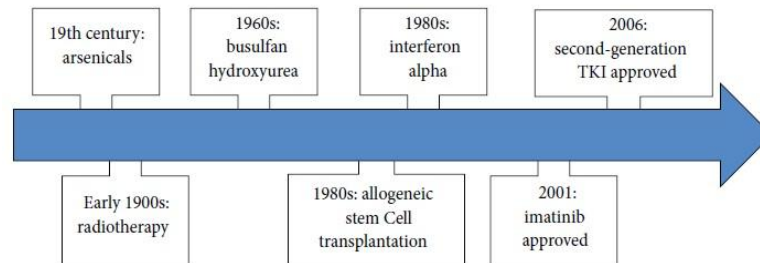 19th century:
arsenicals
1960s:
busulfan
hydroxyurea
1980s:
interferon
alpha
2006:
second-generation
TKI approved
Early 1900s:
radiotherapy
1980s: allogeneic
stem Cell
transplantation
2001:
imatinib
approved